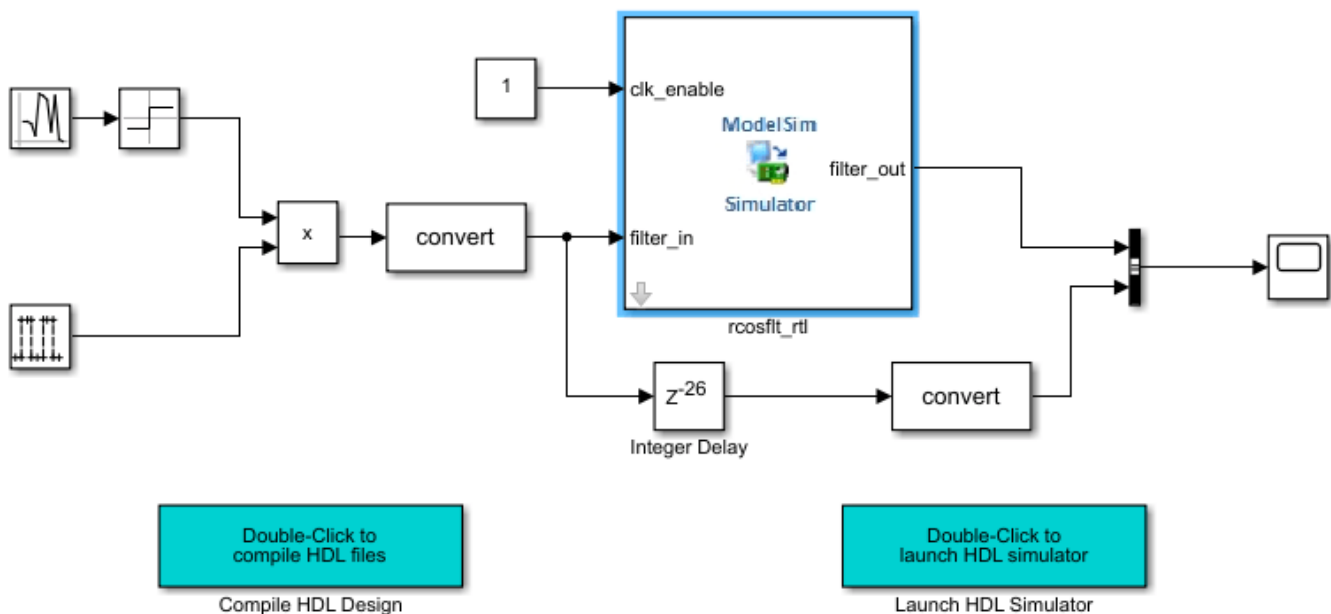 1
clk_enable
ModelSim
Simulator
filter_out
filter_in
x
convert
rcosflt_rtl
Z-26
convert
Integer Delay
Double-Click to
compile HDL files
Compile HDL Design
Double-Click to
launch HDL simulator
Launch HDL Simulator